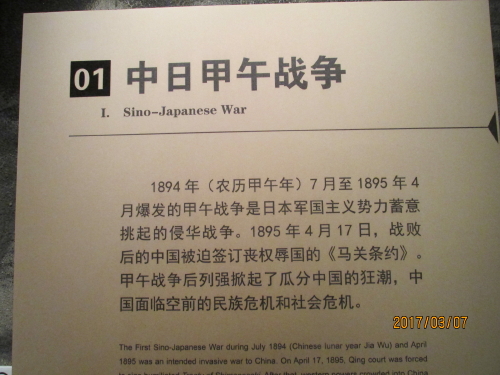 01 中日甲午战争
I. Sino-Japanese War
1894 年（农历甲午年）7 月至 1895 年 4
月爆发的甲午战争是日本军国主义势力蓄意
挑起的侵华战争。1895 年 4 月 17 日，战败
后的中国被迫签订丧权辱国的《马关条约》。
甲午战争后列强掀起了瓜分中国的狂潮，中
国面临空前的民族危机和社会危机。
2017/03/07
The First Sino-Japanese War during July 1894 (Chinese lunar year Jia Wu) and April
1895 was an intended invasive war to China. On April 17, 1895, Qing court was forced